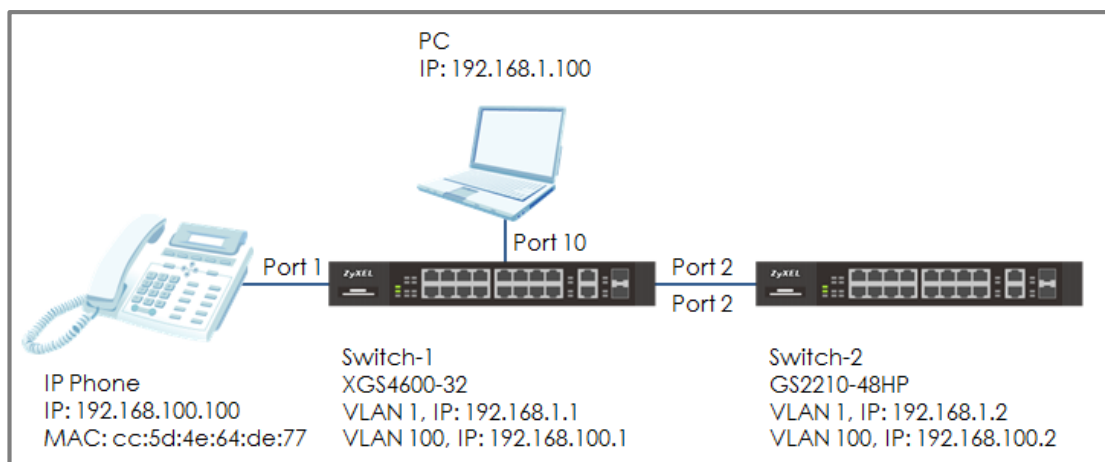 PC
IP: 192.168.1.100
Port 10
Port 1
ZyXEL
Port 2
Port 2
ZyXEL
IP Phone
IP: 192.168.100.100
MAC: cc:5d:4e:64:de:77
Switch-1
XGS4600-32
VLAN 1, IP: 192.168.1.1
VLAN 100, IP: 192.168.100.1
Switch-2
GS2210-48HP
VLAN 1, IP: 192.168.1.2
VLAN 100, IP: 192.168.100.2